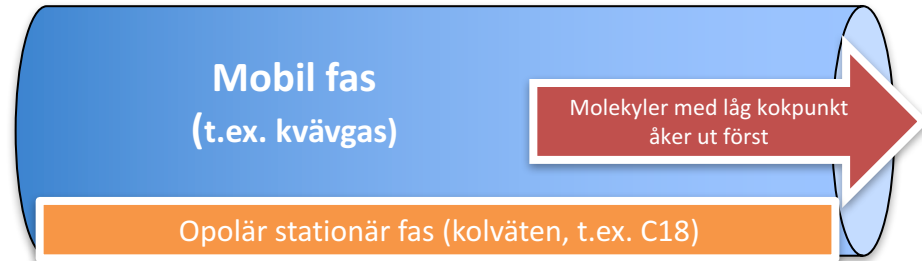 Mobil fas
(t.ex. kvävgas)
Molekyler med låg kokpunkt
åker ut först
Opolär stationär fas (kolväten, t.ex. C18)